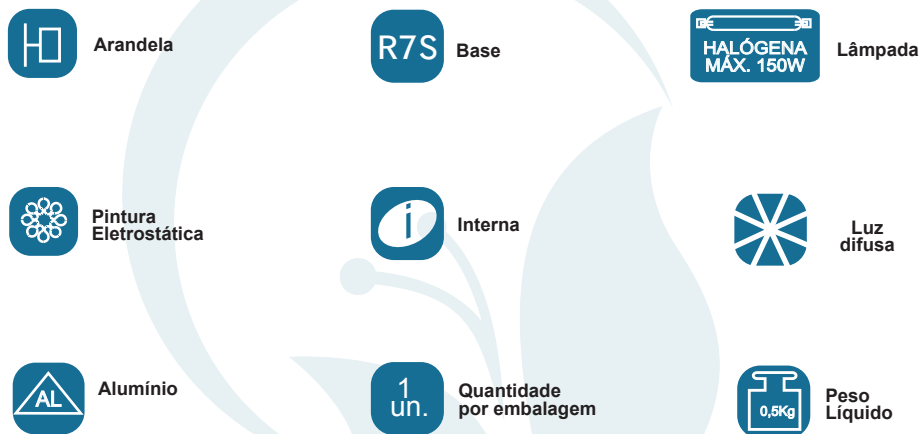 Arandela
R7S
Base
HALÓGENA
MÁX. 150W
Lâmpada
Pintura
Eletrostática
i
Interna
Luz
difusa
AL
Alumínio
1
un.
Quantidade
por embalagem
0,5Kg
Peso
Líquido